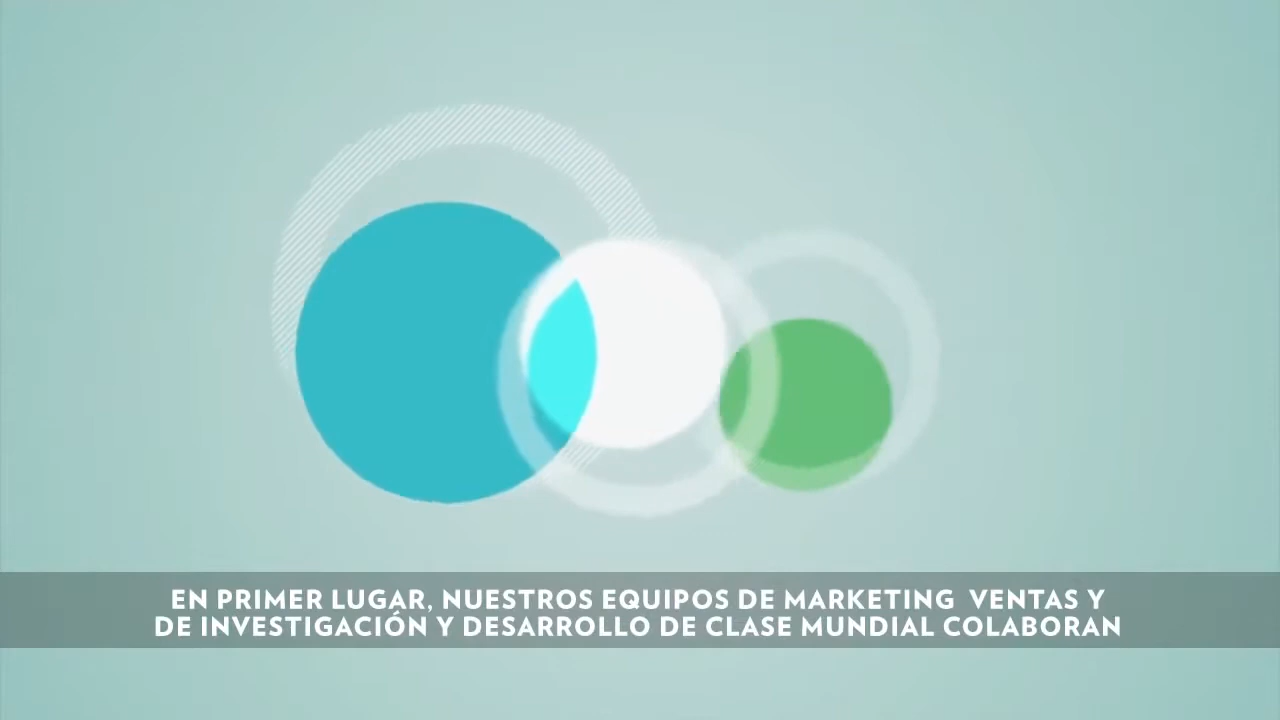 EN PRIMER LUGAR, NUESTROS EQUIPOS DE MARKETING  VENTAS Y
DE INVESTIGACIÓN Y DESARROLLO DE CLASE MUNDIAL COLABORAN